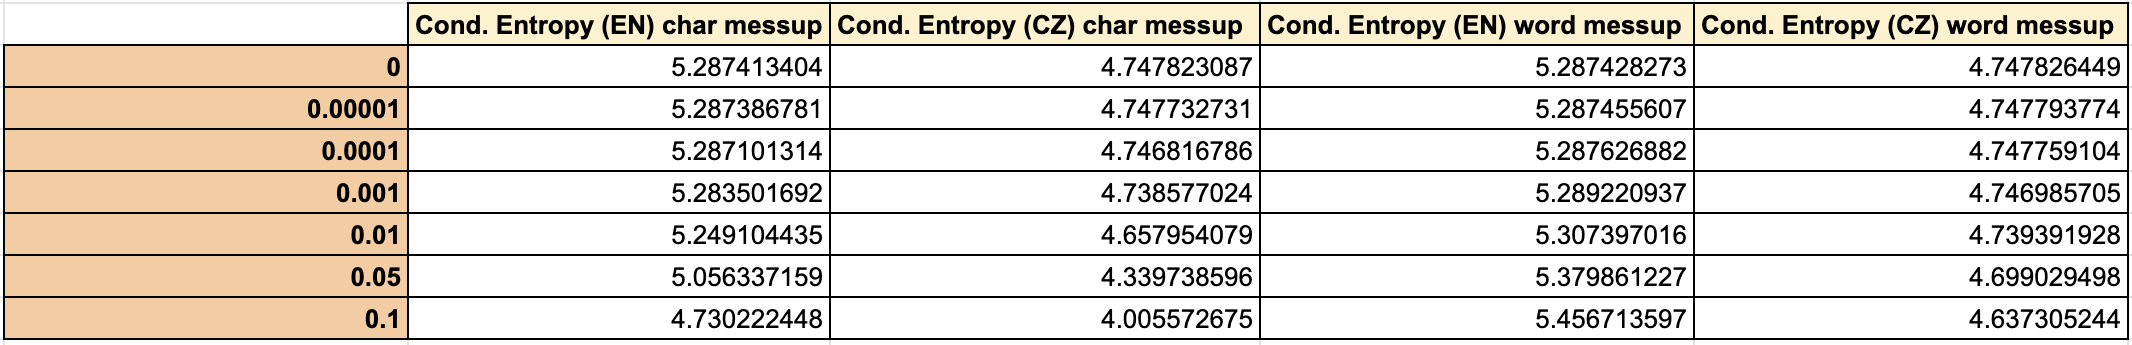 Cond. Entropy (EN) char messup Cond. Entropy (CZ) char messup Cond. Entropy (EN) word messup Cond. Entropy (CZ) word messup
0 5.287413404 4.747823087 5.287428273 4.747826449
0.00001 5.287386781 4.747732731 5.287455607 4.747793774
0.0001 5.287101314 4.746816786 5.287626882 4.747759104
0.001 5.283501692 4.738577024 5.289220937 4.746985705
0.01 5.249104435 4.657954079 5.307397016 4.739391928
0.05 5.056337159 4.339738596 5.379861227 4.699029498
0.1 4.730222448 4.005572675 5.456713597 4.637305244